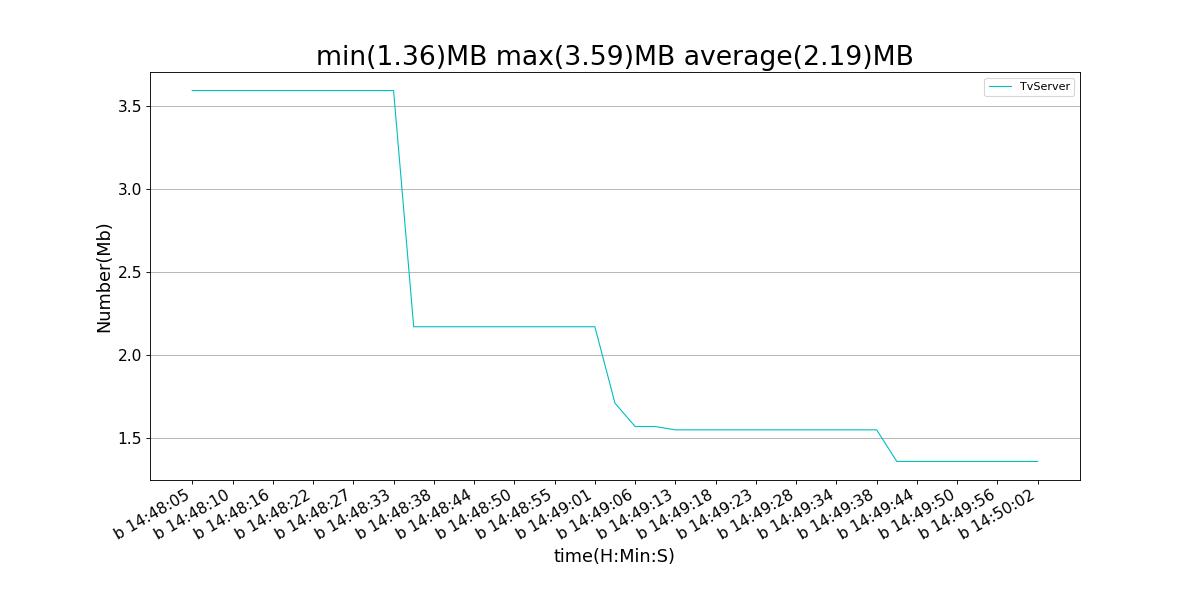 min(1.36)MB max(3.59)MB average(2.19)MB
TvServer
3.5
3.0
2.5
2.0
1.5
Number(Mb)
b 14:48:05
b 14:48:10
b 14:48:16
b 14:48:22
b 14:48:27
b 14:48:33
b 14:48:38
b 14:48:44
b 14:48:50
b 14:48:55
b 14:49:01
b 14:49:06
b 14:49:13
b 14:49:18
b 14:49:23
b 14:49:28
b 14:49:34
b 14:49:38
b 14:49:44
b 14:49:50
b 14:49:56
b 14:50:02
time(H:Min:S)